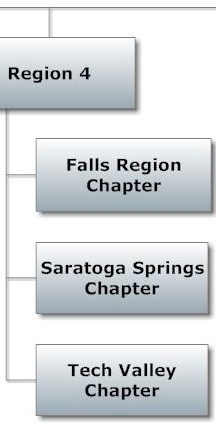 Region 4
Falls Region
Chapter
Saratoga Springs
Chapter
Tech Valley
Chapter